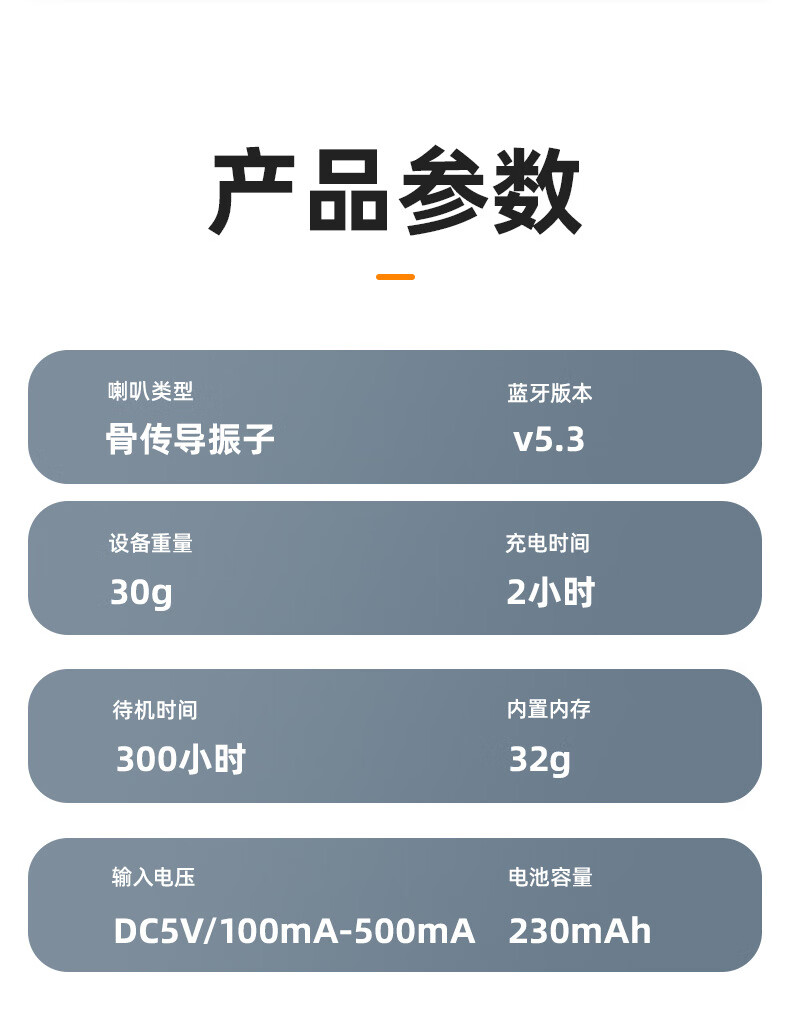 产品参数
喇叭类型
蓝牙版本
骨传导振子
v5.3
设备重量
充电时间
30g
2小时
待机时间
内置内存
300小时
32g
输入电压
电池容量
DC5V/100mA-500mA
230mAh